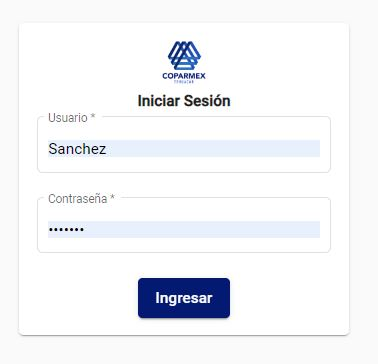 COPARMEX
Iniciar Sesión
Usuario *
Sanchez
Contraseña *
•••••••
Ingresar